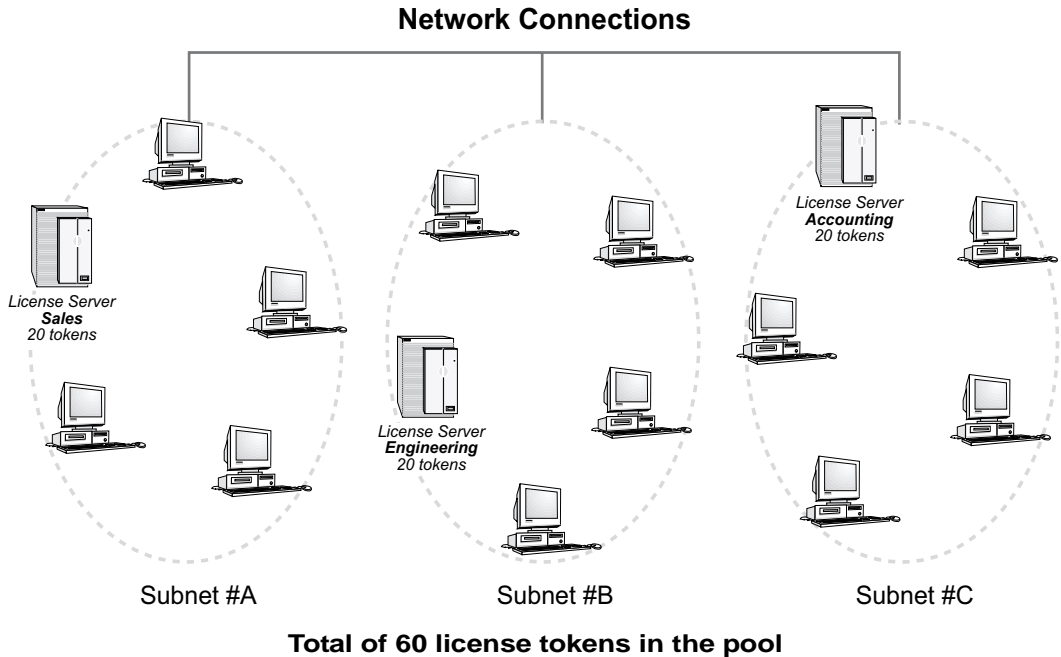 Network Connections
License Server
Sales
20 tokens
License Server
Engineering
20 tokens
License Server
Accounting
20 tokens
Subnet #A
Subnet #B
Subnet #C
Total of 60 license tokens in the pool